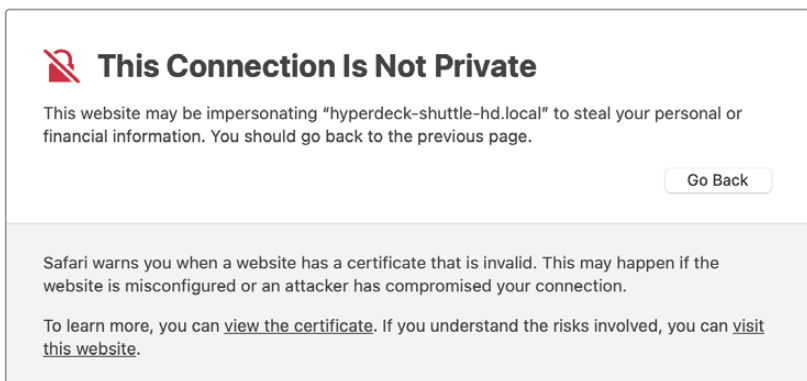 This Connection Is Not Private
This website may be impersonating “hyperdeck-shuttle-hd.local” to steal your personal or
financial information. You should go back to the previous page.
Go Back
Safari warns you when a website has a certificate that is invalid. This may happen if the
website is misconfigured or an attacker has compromised your connection.
To learn more, you can view the certificate. If you understand the risks involved, you can visit
this website.